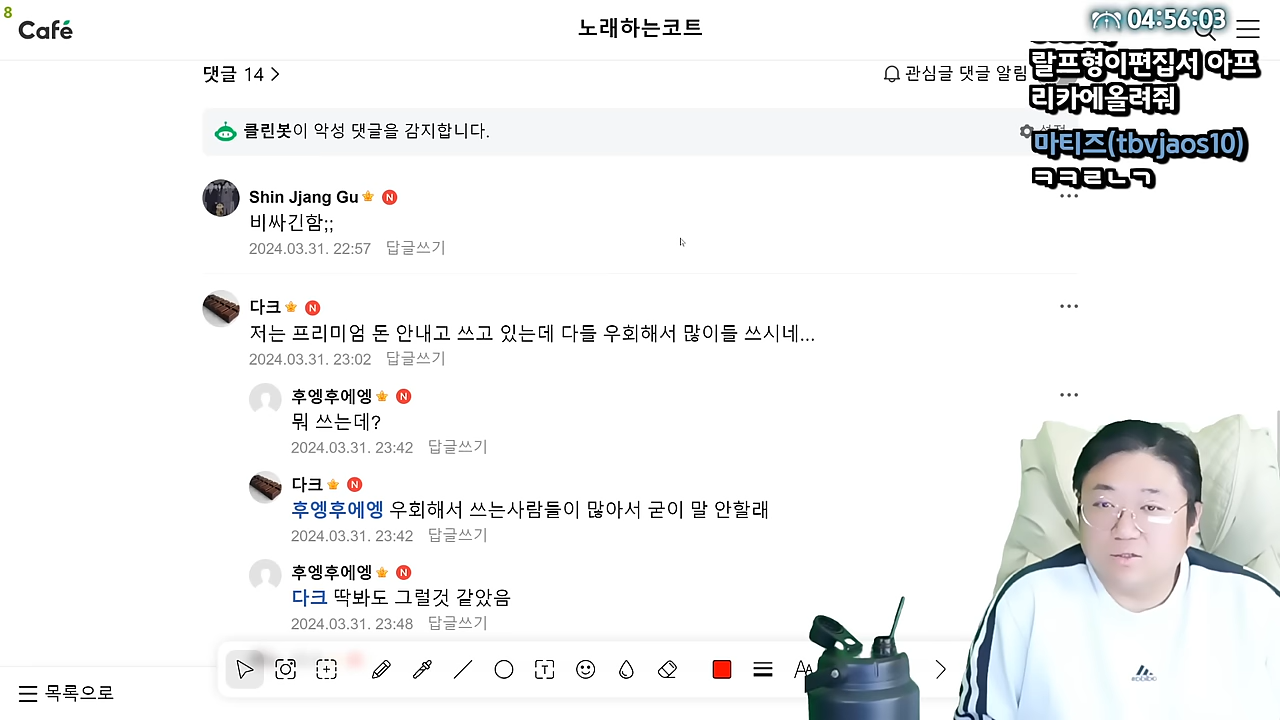 8
Café
노래하는코트
04:56:03
댓글 14
관심글 댓글 알림
랄프형이편집서 아프
리카에올려줘
클린봇이 악성 댓글을 감지합니다.
마티즈(tbvjaos10)
ㅋㅋㄹㄴㄱ
Shin Jjang Gu N
비싸긴함;;
2024.03.31. 22:57 답글쓰기
다크 N
저는 프리미엄 돈 안내고 쓰고 있는데 다들 우회해서 많이들 쓰시네...
2024.03.31. 23:02 답글쓰기
후엥후에엥 N
뭐 쓰는데?
2024.03.31. 23:42 답글쓰기
다크 N
후엥후에엥 우회해서 쓰는사람들이 많아서 굳이 말 안할래
2024.03.31. 23:42 답글쓰기
후엥후에엥 N
다크 딱봐도 그럴것 같았음
2024.03.31. 23:48 답글쓰기
목록으로